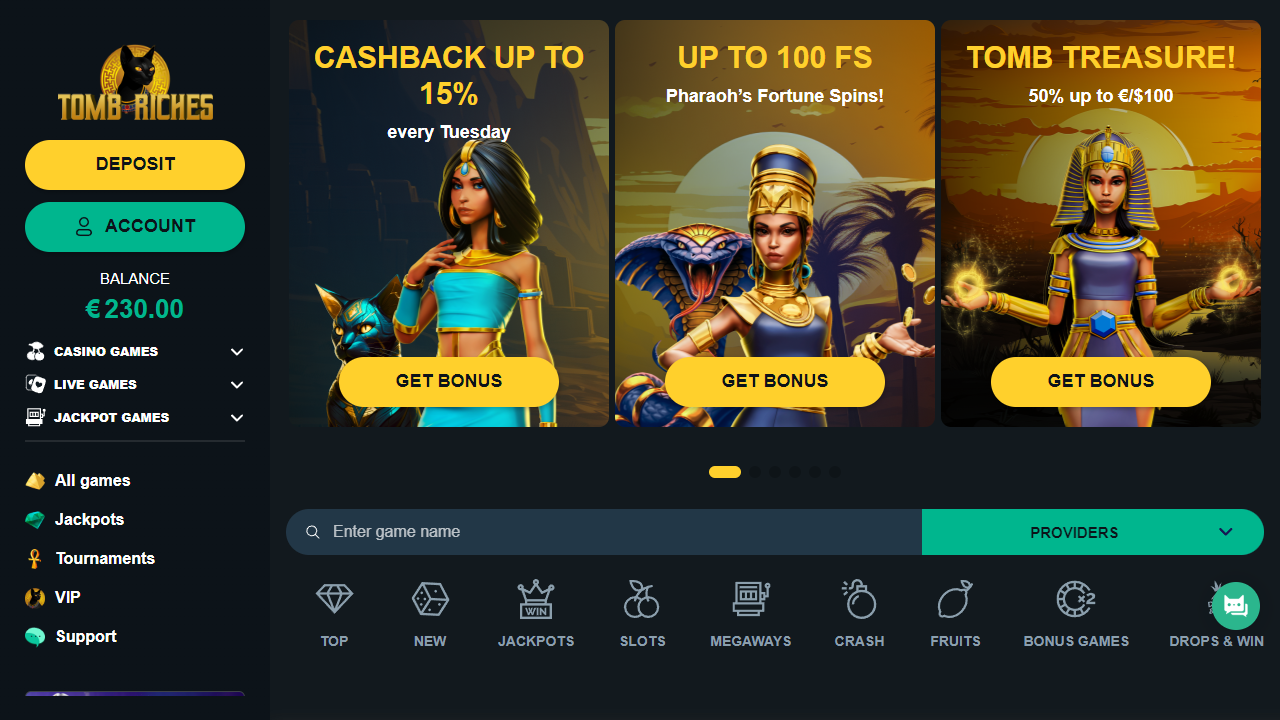 TOMB RICHES
DEPOSIT
ACCOUNT
BALANCE
€ 230.00
CASINO GAMES
LIVE GAMES
JACKPOT GAMES
All games
Jackpots
Tournaments
VIP
Support
CASHBACK UP TO
15%
every Tuesday
GET BONUS
UP TO 100 FS
Pharaoh’s Fortune Spins!
GET BONUS
TOMB TREASURE!
50% up to €/$100
GET BONUS
Enter game name
PROVIDERS
WIN
x2
TOP
NEW
JACKPOTS
SLOTS
MEGAWAYS
CRASH
FRUITS
BONUS GAMES
DROPS & WIN